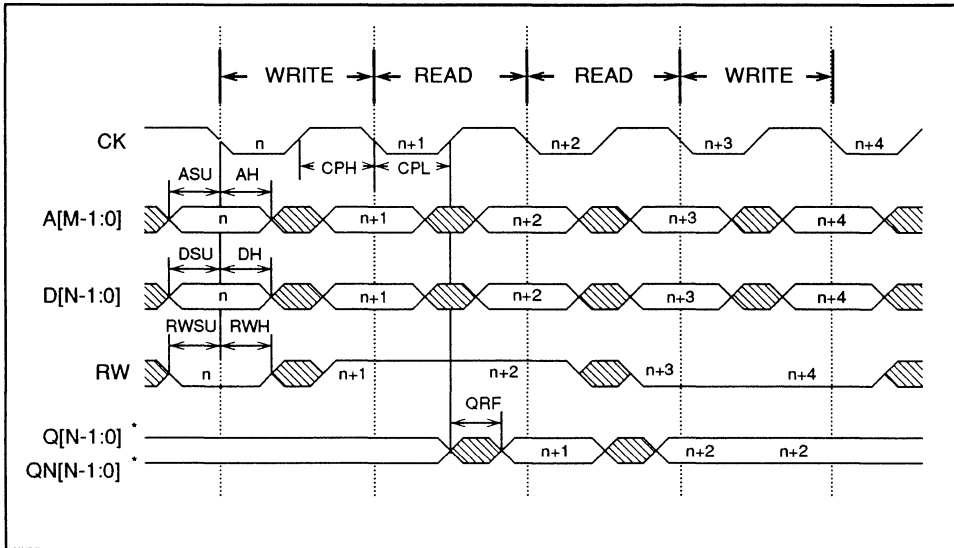 WRITE READ READ WRITE
CK n n+1 n+2 n+3 n+4
CPH CPL
ASU AH
A[M-1:0] n n+1 n+2 n+3 n+4
DSU DH
D[N-1:0] n n+1 n+2 n+3 n+4
RWSU RWH
RW n n+1 n+2 n+3 n+4
QRF
Q[N-1:0] *
n+1 n+2 n+2
QN[N-1:0] *